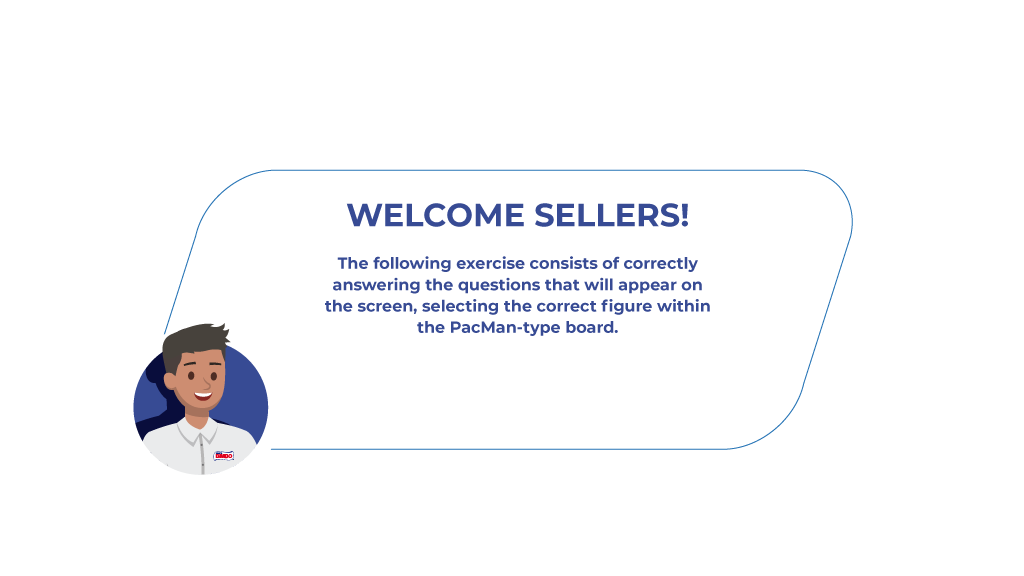 WELCOME SELLERS!
The following exercise consists of correctly
answering the questions that will appear on
the screen, selecting the correct figure within
the PacMan-type board.
BIMBO